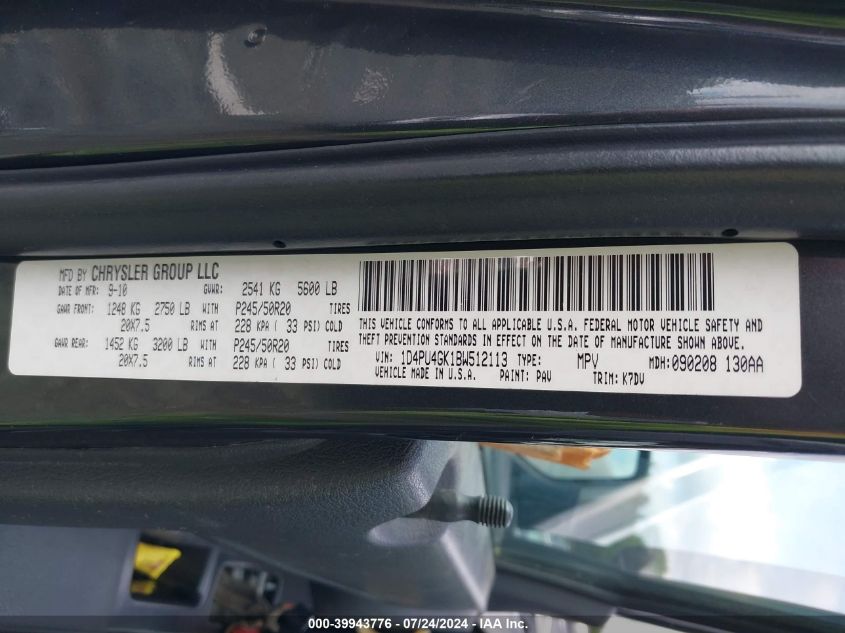 MFD BY CHRYSLER GROUP LLC
DATE OF MFR: 9-10 GVWR: 2541 KG 5600 LB
GAWR FRONT: 1248 KG 2750 LB WITH P245/50R20 TIRES
20X7.5 RIMS AT 228 KPA ( 33 PSI) COLD
GAWR REAR: 1452 KG 3200 LB WITH P245/50R20 TIRES
20X7.5 RIMS AT 228 KPA ( 33 PSI) COLD
THIS VEHICLE CONFORMS TO ALL APPLICABLE U.S.A. FEDERAL MOTOR VEHICLE SAFETY AND
THEFT PREVENTION STANDARDS IN EFFECT ON THE DATE OF MANUFACTURE SHOWN ABOVE.
VIN: 1D4PU4GK1BW512113 TYPE: MPV MDH: 090208 130AA
VEHICLE MADE IN U.S.A. PAINT: PAV TRIM: K7DV
000-39943776 - 07/24/2024 - IAA Inc.